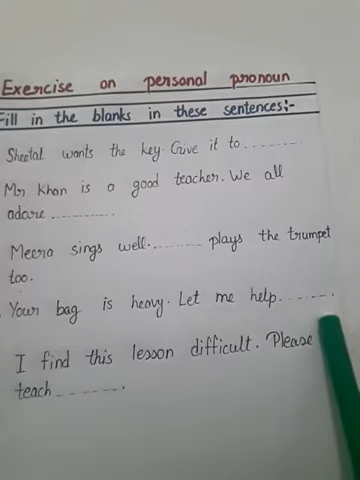 Exercise on personal pronoun
Fill in the blanks in these sentences:-
Sheetal wants the key. Give it to ........
Mr Khan is a good teacher. We all
adore ...........
Meera sings well. ........ plays the trumpet
too.
Your bag is heavy. Let me help ........
I find this lesson difficult. Please
teach ........